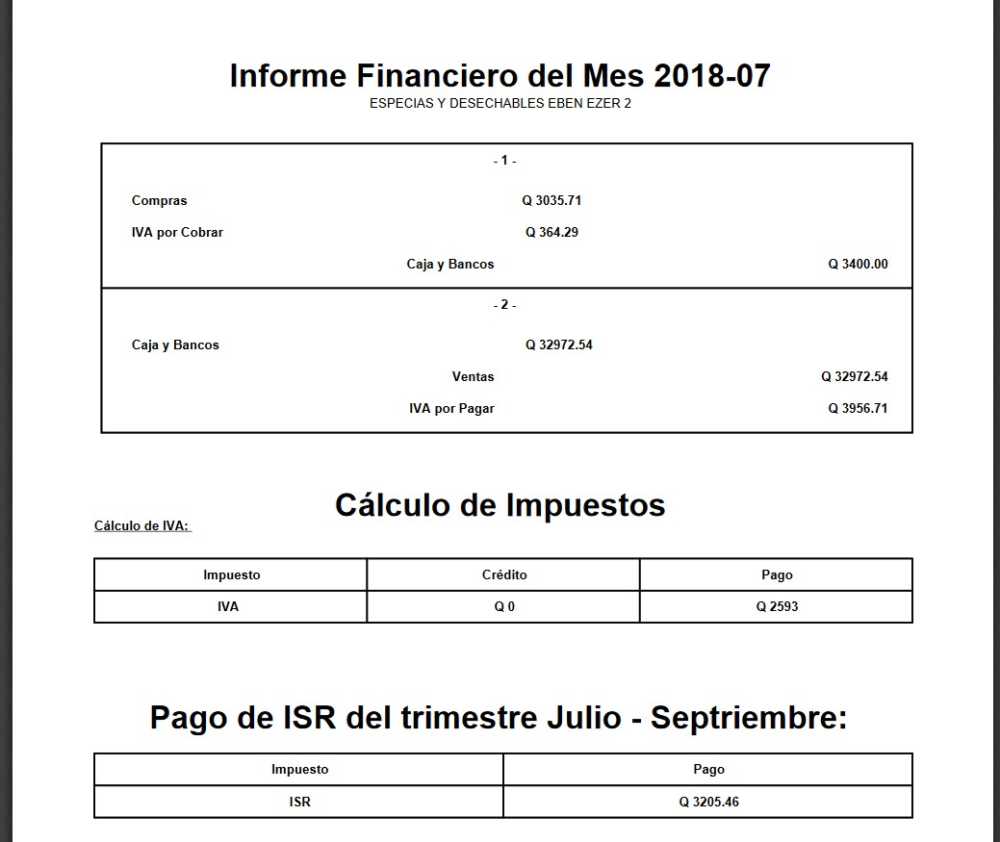 Informe Financiero del Mes 2018-07
ESPECIAS Y DESECHABLES EBEN EZER 2
- 1 -
Compras Q 3035.71
IVA por Cobrar Q 364.29
Caja y Bancos Q 3400.00
- 2 -
Caja y Bancos Q 32972.54
Ventas Q 32972.54
IVA por Pagar Q 3956.71
Cálculo de Impuestos
Cálculo de IVA:
Impuesto Crédito Pago
IVA Q 0 Q 2593
Pago de ISR del trimestre Julio - Septriembre:
Impuesto Pago
ISR Q 3205.46